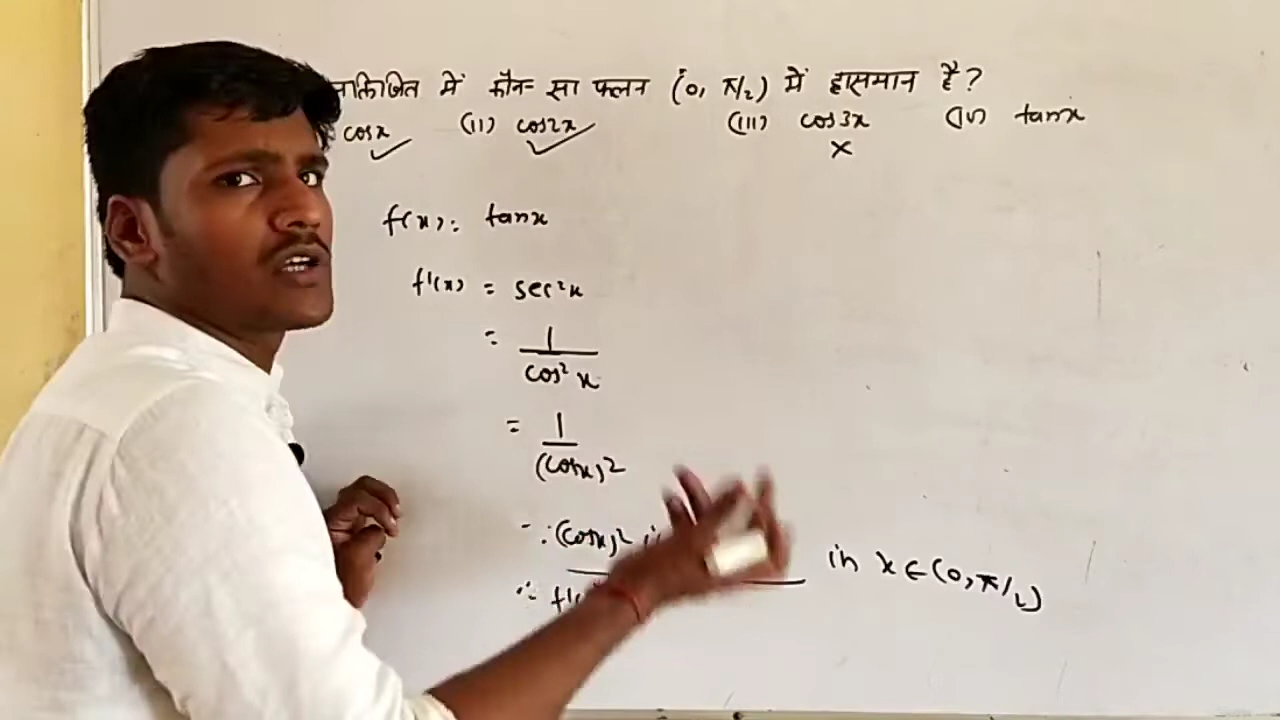 में कौन सा फलन (0, π/2) में ह्रासमान है?
cosx (ii) cos2x (iii) cos3x (iv) tanx
f(x): tanx
f'(x) = sec²x
= 1/cos²x
= 1/(cosx)²
∵ (cosx)² in x ∈ (0, π/2)
∴